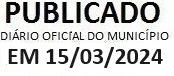 PUBLICADO
DIÁRIO OFICIAL DO MUNICÍPIO
EM 15/03/2024